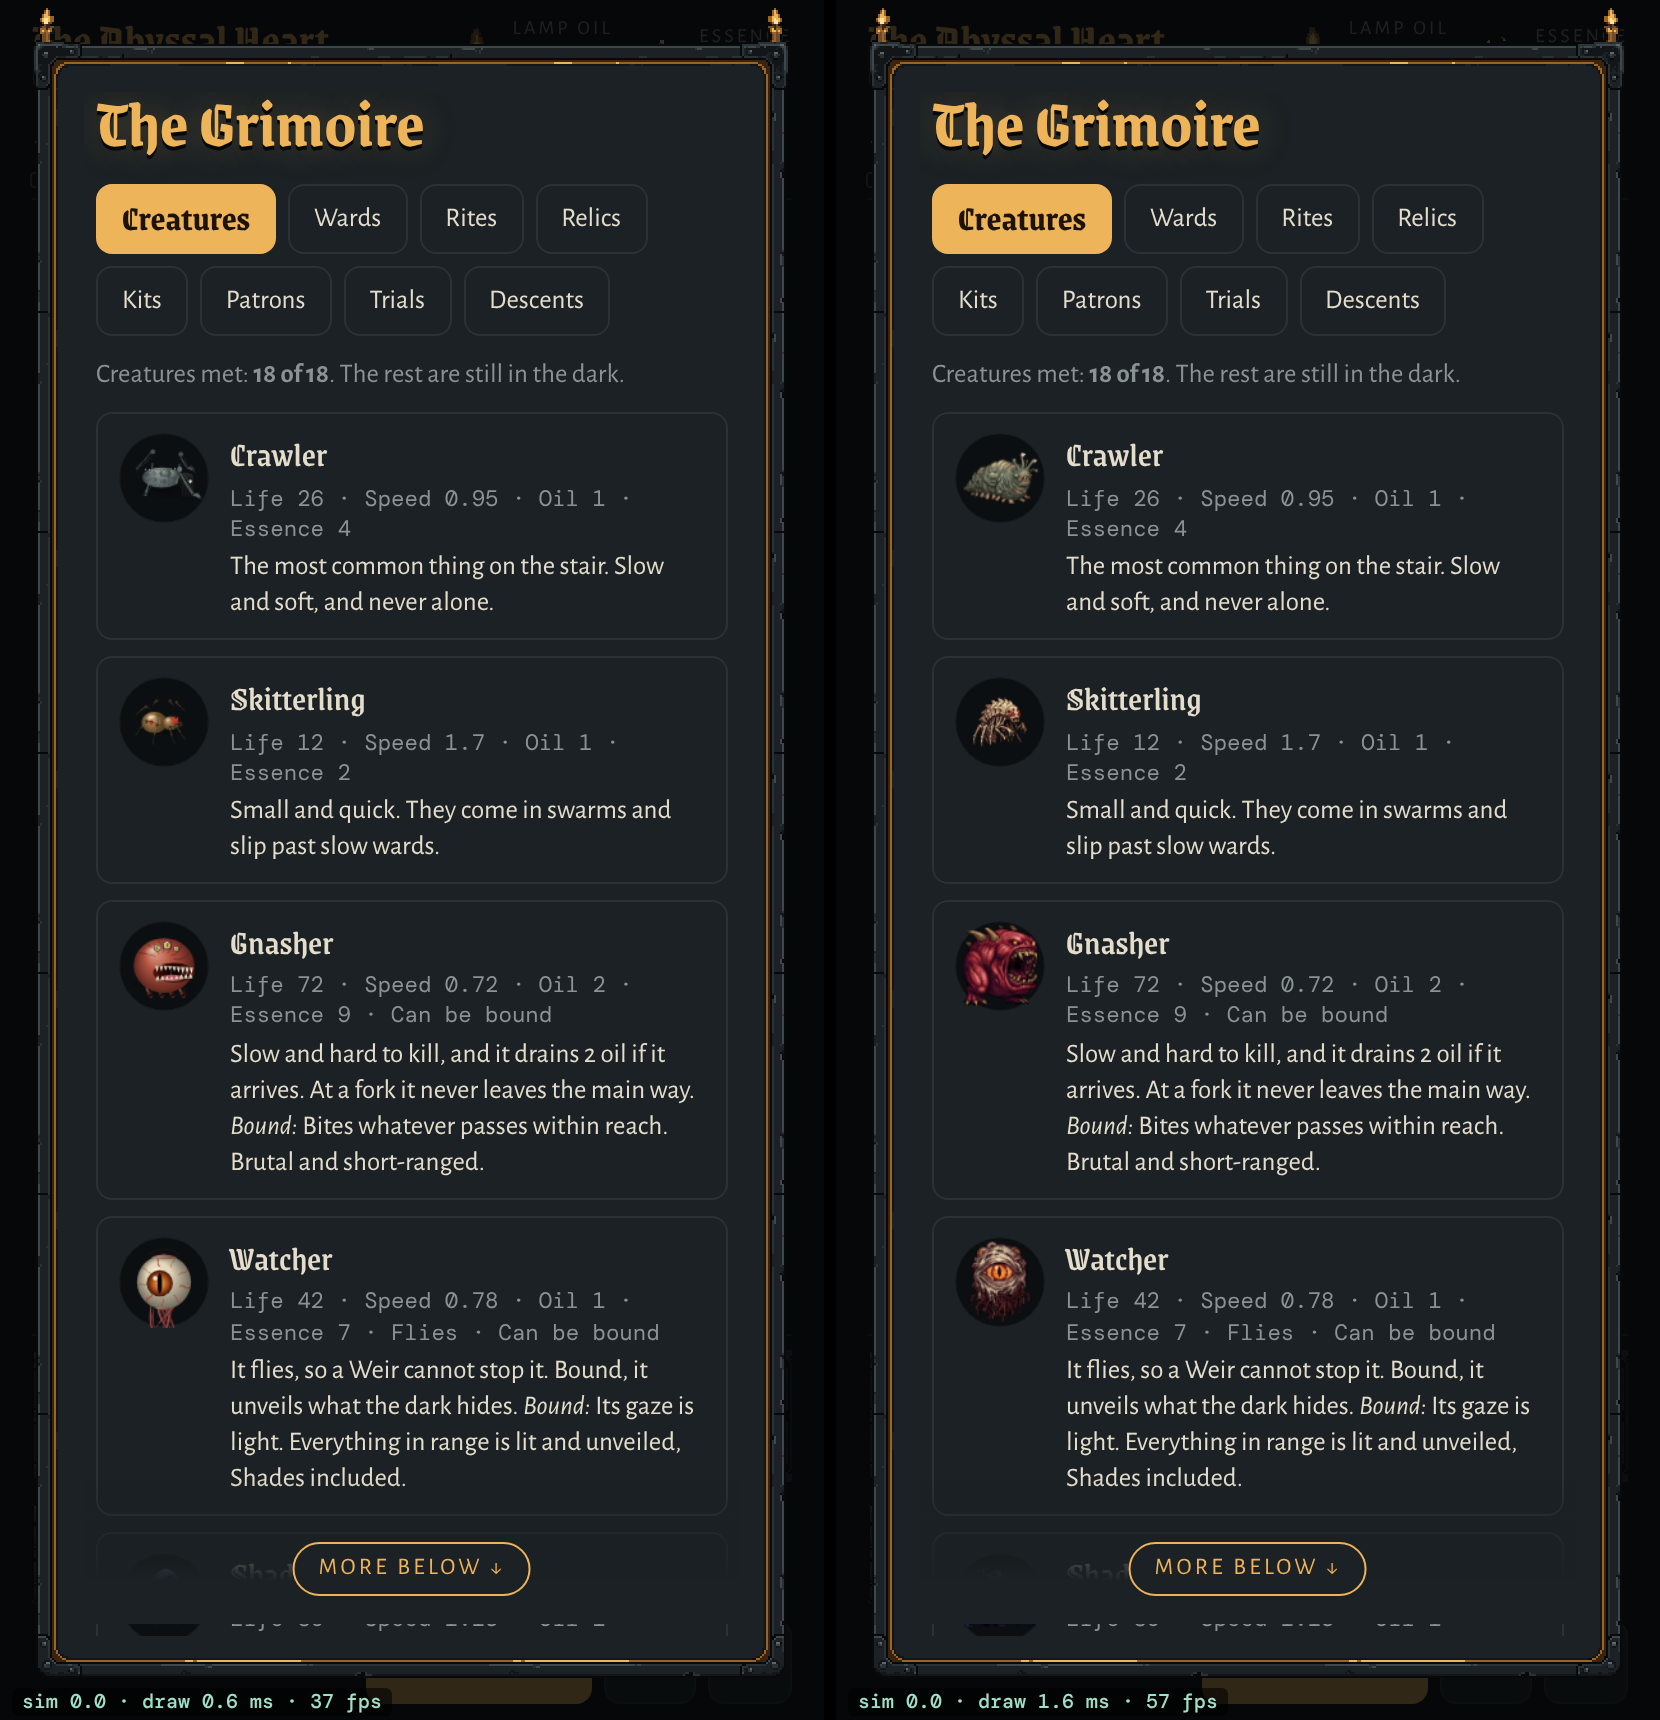 The Abyssal Heart
LAMP OIL
ESSENCE
The Grimoire
Creatures
Wards
Rites
Relics
Kits
Patrons
Trials
Descents
Creatures met: 18 of 18. The rest are still in the dark.
Crawler
Life 26 · Speed 0.95 · Oil 1 ·
Essence 4
The most common thing on the stair. Slow
and soft, and never alone.
Skitterling
Life 12 · Speed 1.7 · Oil 1 ·
Essence 2
Small and quick. They come in swarms and
slip past slow wards.
Gnasher
Life 72 · Speed 0.72 · Oil 2 ·
Essence 9 · Can be bound
Slow and hard to kill, and it drains 2 oil if it
arrives. At a fork it never leaves the main way.
Bound: Bites whatever passes within reach.
Brutal and short-ranged.
Watcher
Life 42 · Speed 0.78 · Oil 1 ·
Essence 7 · Flies · Can be bound
It flies, so a Weir cannot stop it. Bound, it
unveils what the dark hides. Bound: Its gaze is
light. Everything in range is lit and unveiled,
Shades included.
MORE BELOW ↓
sim 0.0 · draw 0.6 ms · 37 fps
The Abyssal Heart
LAMP OIL
ESSENCE
The Grimoire
Creatures
Wards
Rites
Relics
Kits
Patrons
Trials
Descents
Creatures met: 18 of 18. The rest are still in the dark.
Crawler
Life 26 · Speed 0.95 · Oil 1 ·
Essence 4
The most common thing on the stair. Slow
and soft, and never alone.
Skitterling
Life 12 · Speed 1.7 · Oil 1 ·
Essence 2
Small and quick. They come in swarms and
slip past slow wards.
Gnasher
Life 72 · Speed 0.72 · Oil 2 ·
Essence 9 · Can be bound
Slow and hard to kill, and it drains 2 oil if it
arrives. At a fork it never leaves the main way.
Bound: Bites whatever passes within reach.
Brutal and short-ranged.
Watcher
Life 42 · Speed 0.78 · Oil 1 ·
Essence 7 · Flies · Can be bound
It flies, so a Weir cannot stop it. Bound, it
unveils what the dark hides. Bound: Its gaze is
light. Everything in range is lit and unveiled,
Shades included.
MORE BELOW ↓
sim 0.0 · draw 1.6 ms · 57 fps